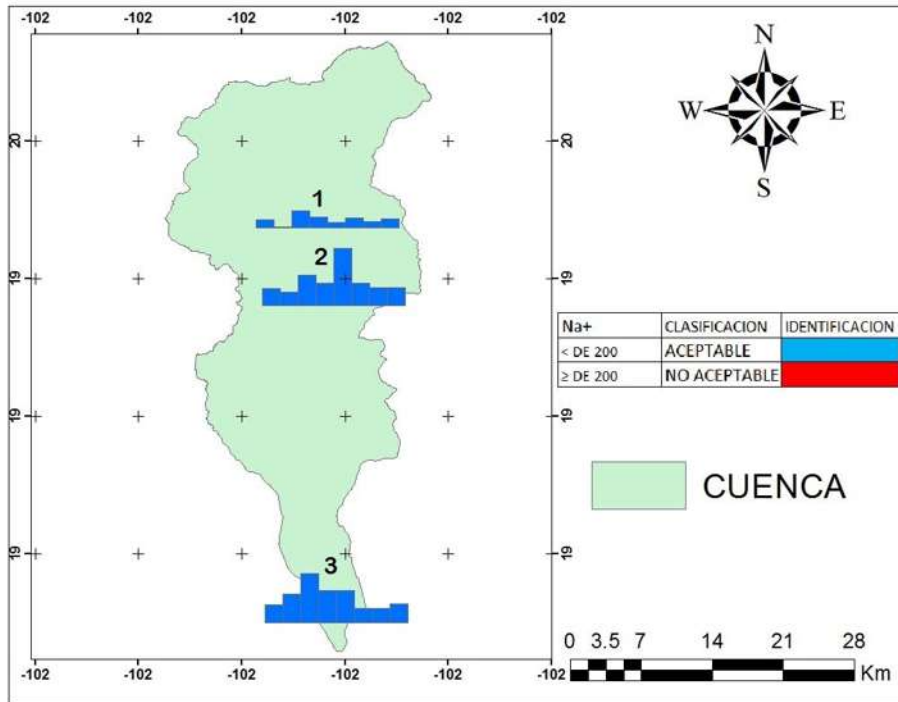 -102 -102 -102 -102 -102 -102
N
W E
S
20 20
1
2
19 19
Na+ CLASIFICACION IDENTIFICACION
< DE 200 ACEPTABLE
≥ DE 200 NO ACEPTABLE
19 19
CUENCA
19 19
3
0 3.5 7 14 21 28
Km
-102 -102 -102 -102 -102 -102